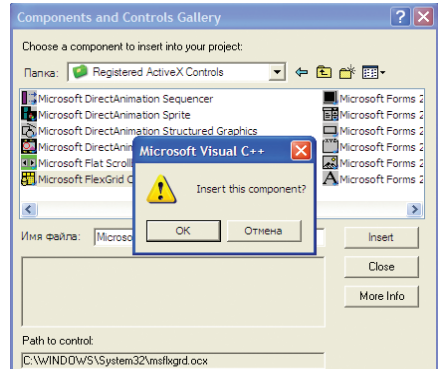 Components and Controls Gallery
Choose a component to insert into your project:
Папка: Registered ActiveX Controls
Microsoft DirectAnimation Sequencer
Microsoft Forms 2
Microsoft DirectAnimation Sprite
Microsoft Forms 2
Microsoft DirectAnimation Structured Graphics
Microsoft Forms 2
Microsoft DirectAnim
Microsoft Forms 2
Microsoft Flat Scroll
Microsoft Forms 2
Microsoft FlexGrid C
Microsoft Forms 2
Microsoft Visual C++
Insert this component?
OK
Отмена
Имя файла: Microso
Insert
Close
More Info
Path to control:
C:\WINDOWS\System32\msflxgrd.ocx